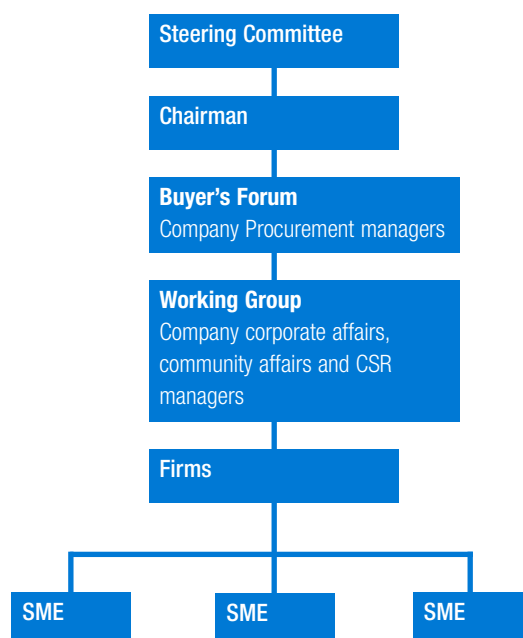 Steering Committee
Chairman
Buyer’s Forum
Company Procurement managers
Working Group
Company corporate affairs,
community affairs and CSR
managers
Firms
SME
SME
SME